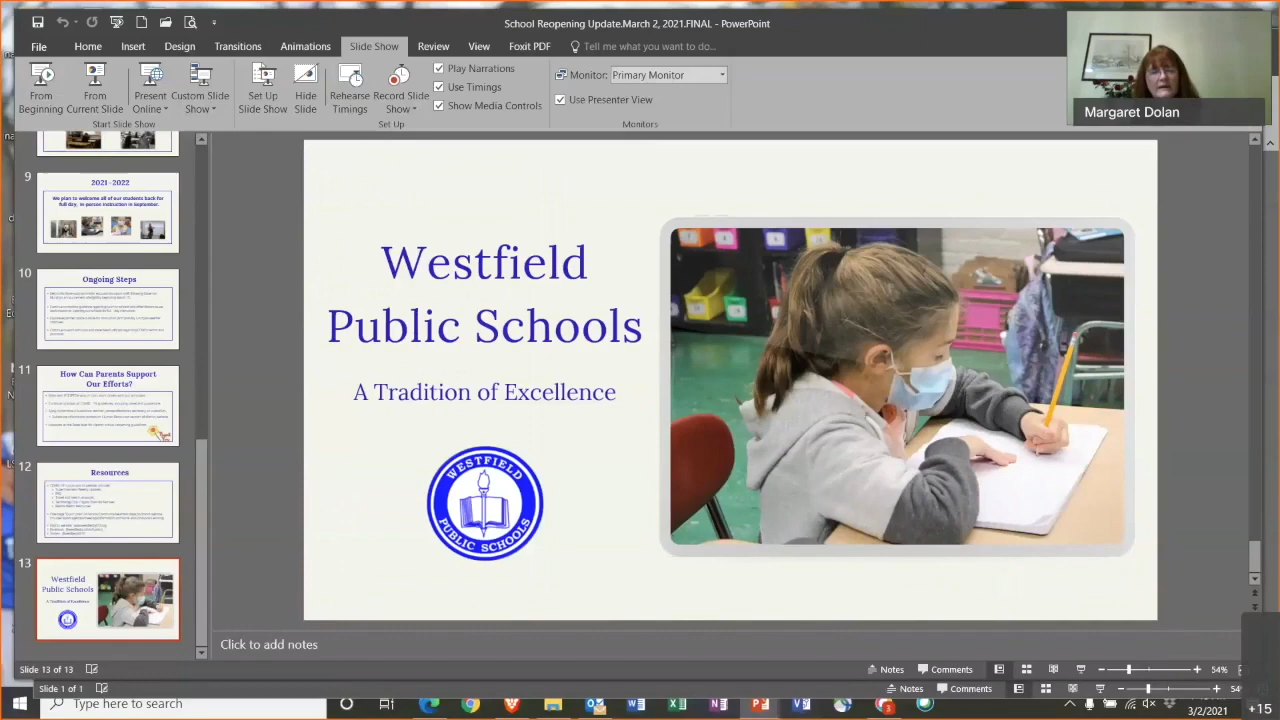 School Reopening Update.March 2, 2021.FINAL - PowerPoint
File Home Insert Design Transitions Animations Slide Show Review View Foxit PDF Tell me what you want to do...
From Beginning
From Current Slide
Present Online
Custom Slide Show
Start Slide Show
Set Up Slide Show
Hide Slide
Rehearse Timings
Record Slide Show
Play Narrations
Use Timings
Show Media Controls
Set Up
Monitor: Primary Monitor
Use Presenter View
Monitors
Margaret Dolan
9
2021-2022
We plan to welcome all of our students back for
full day, in-person instruction in September.
10
Ongoing Steps
11
How Can Parents Support
Our Efforts?
12
Resources
13
Westfield
Public Schools
A Tradition of Excellence
Westfield
Public Schools
A Tradition of Excellence
WESTFIELD
PUBLIC SCHOOLS
Click to add notes
Slide 13 of 13
Notes Comments 54%
Slide 1 of 1
Notes Comments
Type here to search
3/2/2021
+15